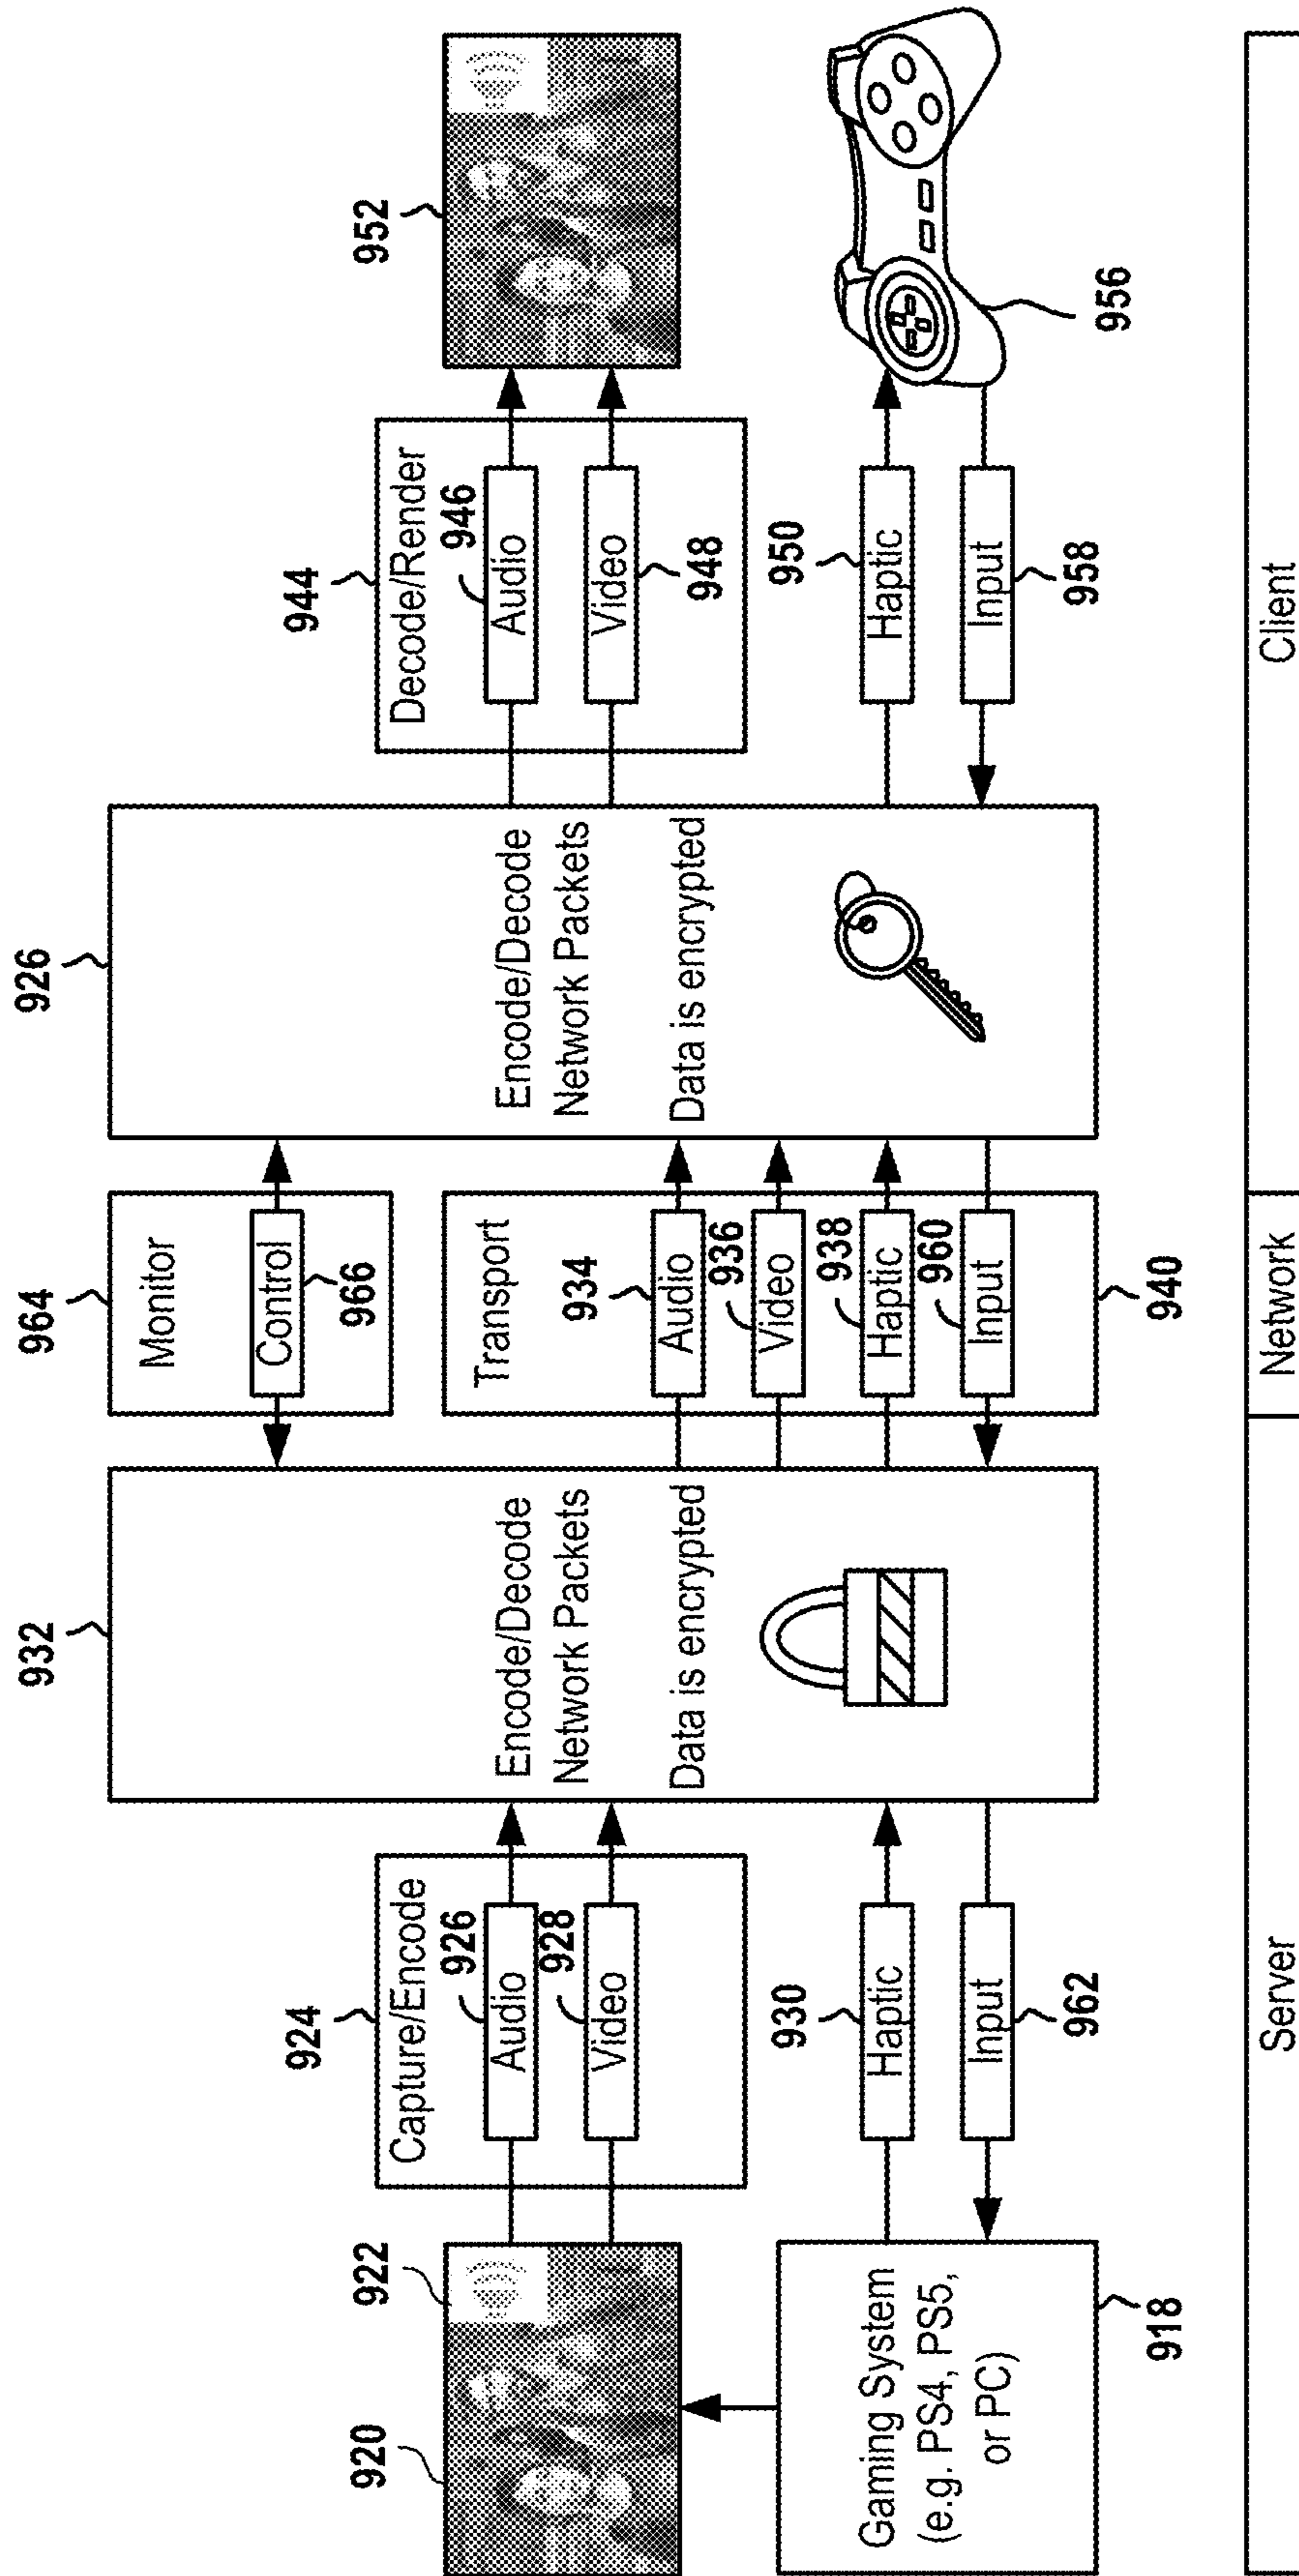 920
922
Gaming System
(e.g. PS4, PS5,
or PC)
918
924
Capture/Encode
926
Audio
928
Video
930
Haptic
Input
962
932
Encode/Decode
Network Packets
Data is encrypted
964
Monitor
Control
966
Transport
934
Audio
936
Video
938
Haptic
960
Input
940
926
Encode/Decode
Network Packets
Data is encrypted
944
Decode/Render
946
Audio
Video
948
950
Haptic
Input
958
952
956
Server
Network
Client